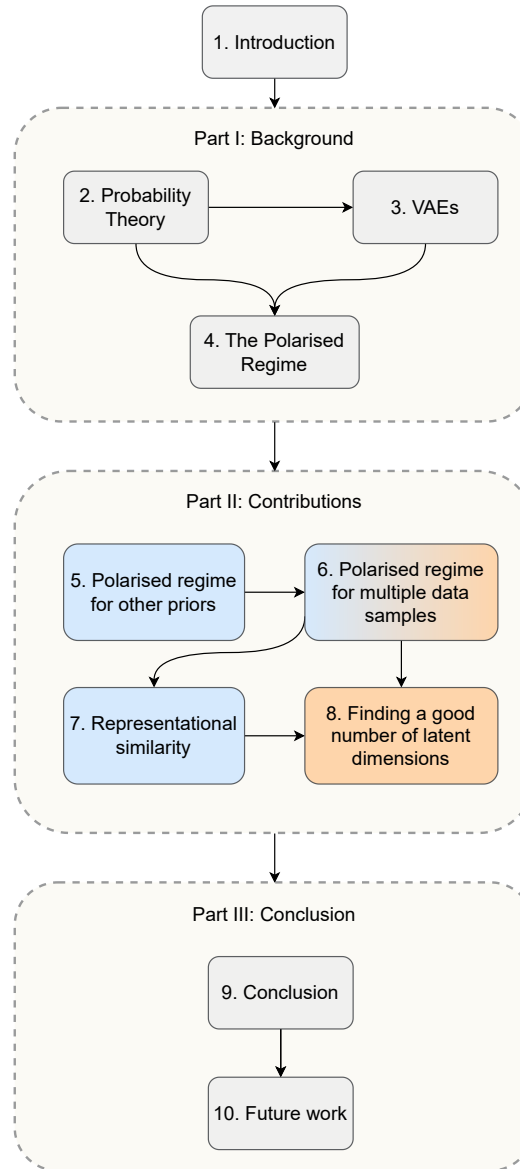 1. Introduction
Part I: Background
2. Probability
Theory
3. VAEs
4. The Polarised
Regime
Part II: Contributions
5. Polarised regime
for other priors
6. Polarised regime
for multiple data
samples
7. Representational
similarity
8. Finding a good
number of latent
dimensions
Part III: Conclusion
9. Conclusion
10. Future work